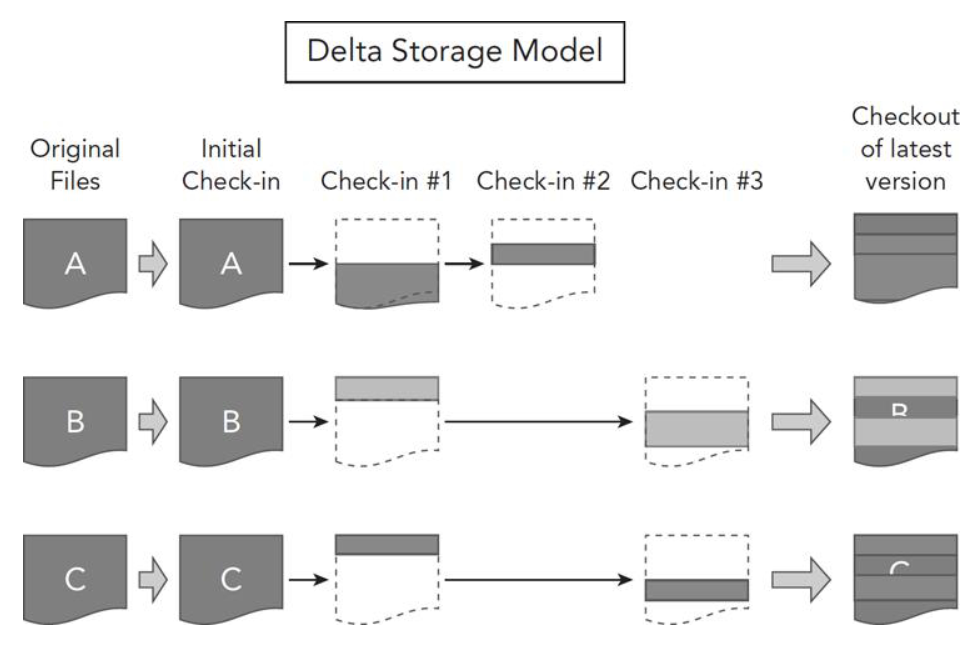 Delta Storage Model
Original
Files
Initial
Check-in
Check-in #1
Check-in #2
Check-in #3
Checkout
of latest
version
A
A
B
B
B
C
C
C